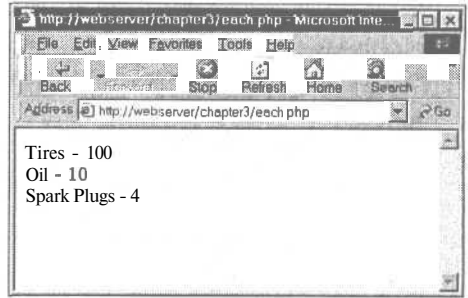 http://webserver/chapter3/each php - Microsoft Inte...
File Edit View Favorites Tools Help
Back Forward Stop Refresh Home Search
Address http://webserver/chapter3/each php Go
Tires - 100
Oil - 10
Spark Plugs - 4